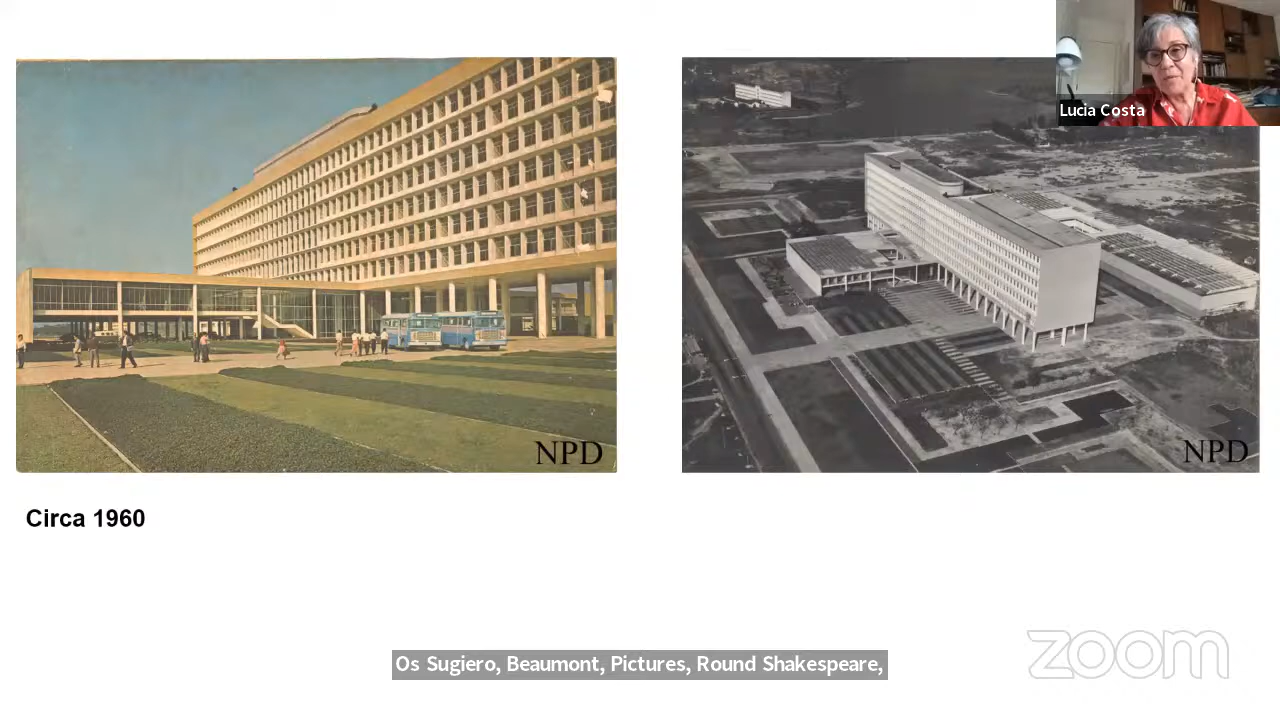 Lucia Costa
NPD
NPD
Circa 1960
Os Sugiero, Beaumont, Pictures, Round Shakespeare,
zoom